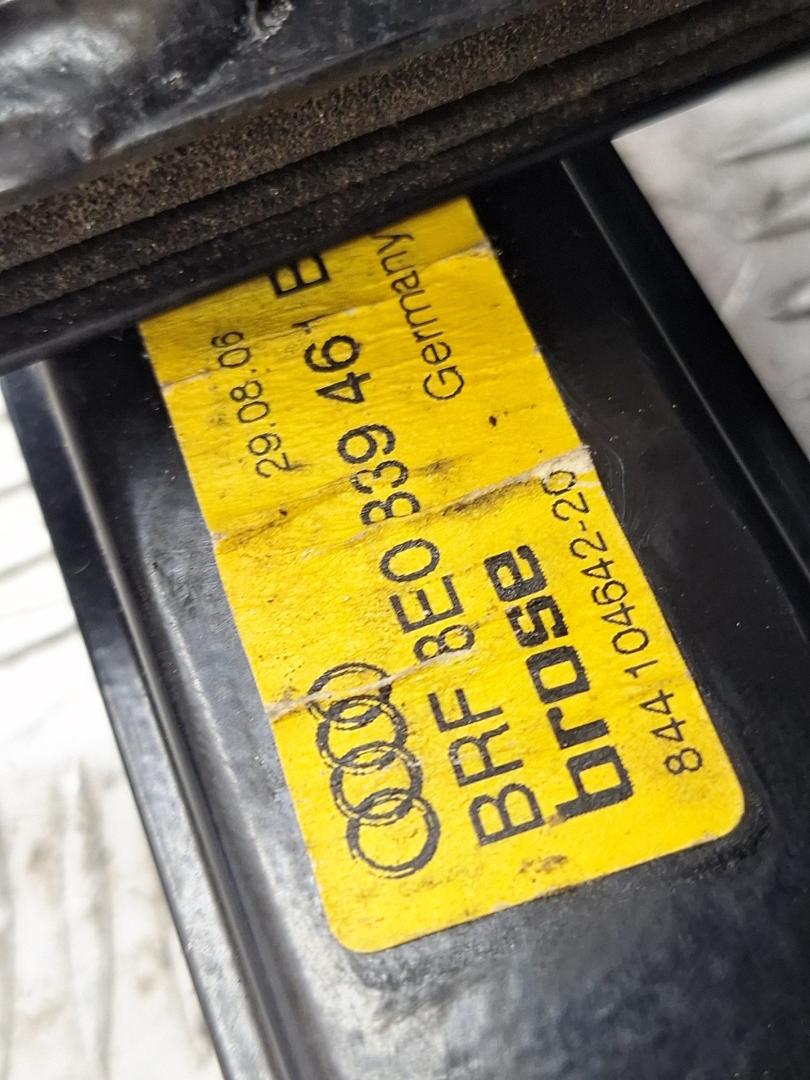 29.08.06
BRF 8E0 839 461 B
brose Germany
844 104642-20